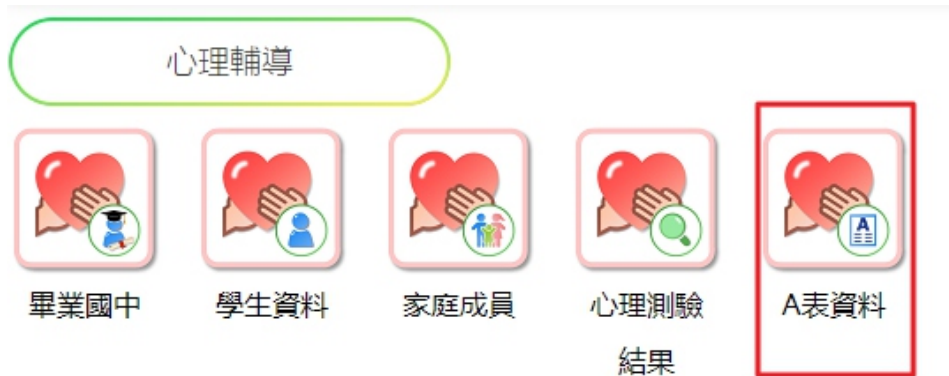 心理輔導
畢業國中
學生資料
家庭成員
心理測驗
結果
A
A表資料